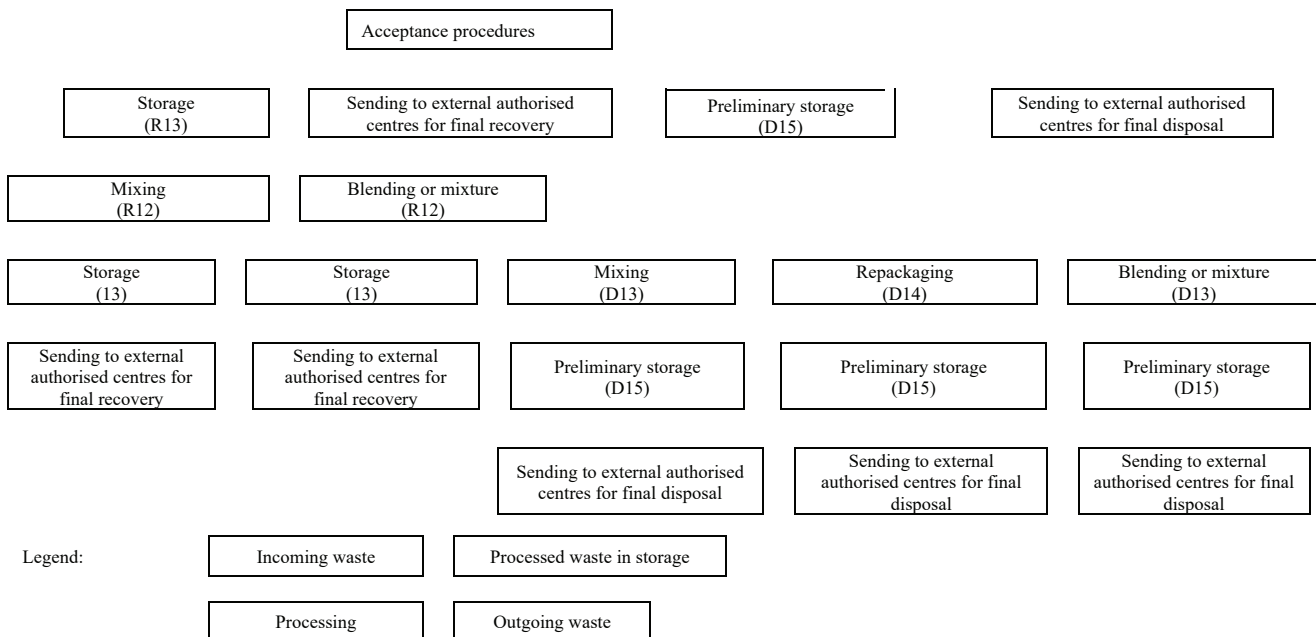 Acceptance procedures
Storage
(R13)
Sending to external authorised
centres for final recovery
Preliminary storage
(D15)
Sending to external authorised
centres for final disposal
Mixing
(R12)
Blending or mixture
(R12)
Storage
(13)
Storage
(13)
Mixing
(D13)
Repackaging
(D14)
Blending or mixture
(D13)
Sending to external
authorised centres for
final recovery
Sending to external
authorised centres for
final recovery
Preliminary storage
(D15)
Preliminary storage
(D15)
Preliminary storage
(D15)
Sending to external authorised
centres for final disposal
Sending to external
authorised centres for final
disposal
Sending to external
authorised centres for final
disposal
Legend:
Incoming waste
Processed waste in storage
Processing
Outgoing waste